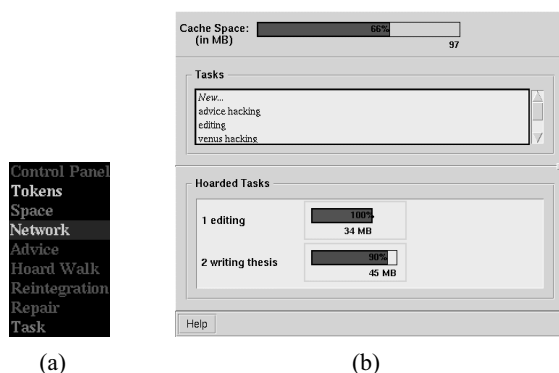 Control Panel
Tokens
Space
Network
Advice
Hoard Walk
Reintegration
Repair
Task
(a)
Cache Space:
(in MB)
66%
97
Tasks
New...
advice hacking
editing
venus hacking
Hoarded Tasks
1 editing
100%
34 MB
2 writing thesis
90%
45 MB
Help
(b)